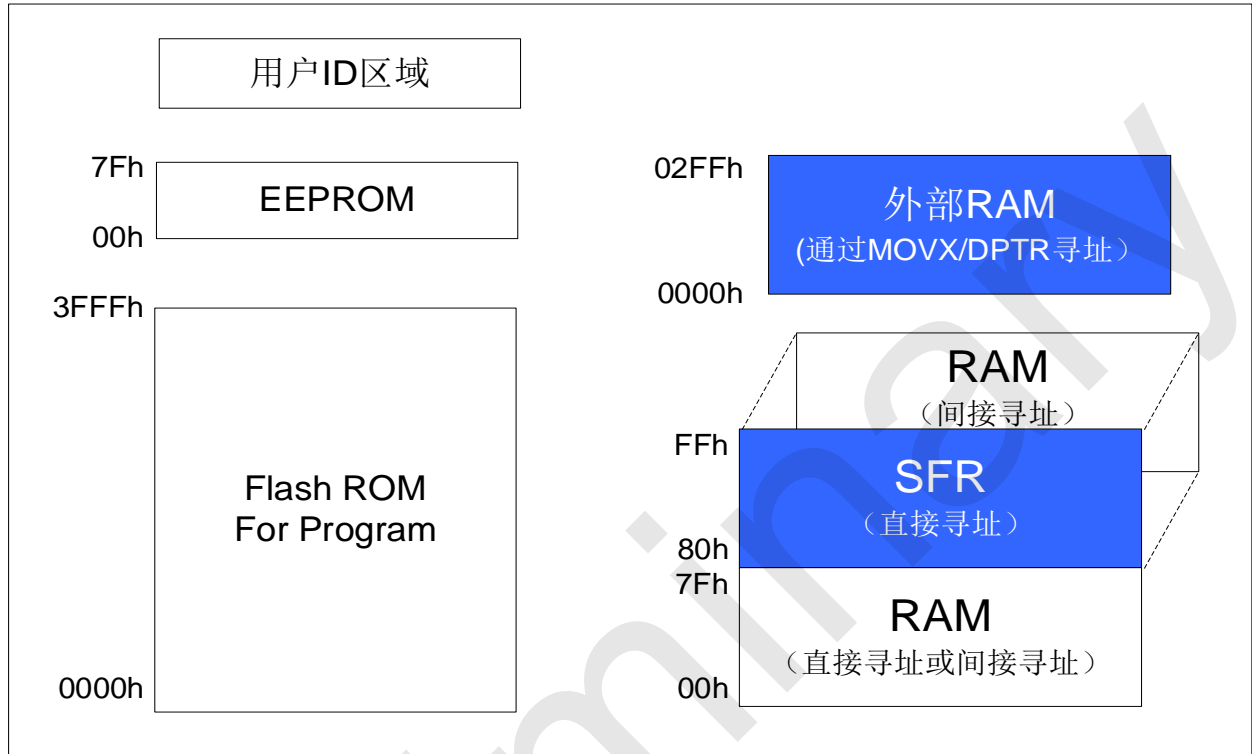 用户ID区域
7Fh
EEPROM
00h
3FFFh
Flash ROM
For Program
0000h
02FFh
外部RAM
(通过MOVX/DPTR寻址）
0000h
RAM
（间接寻址）
FFh
SFR
（直接寻址）
80h
7Fh
RAM
（直接寻址或间接寻址）
00h
minary